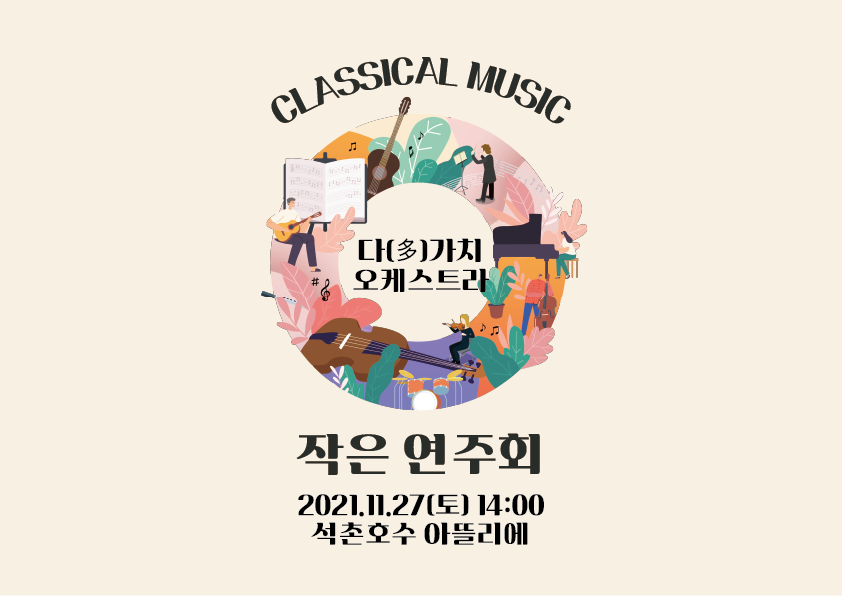 CLASSICAL MUSIC
다(多)가치
오케스트라
작은 연주회
2021.11.27(토) 14:00
석촌호수 아뜰리에